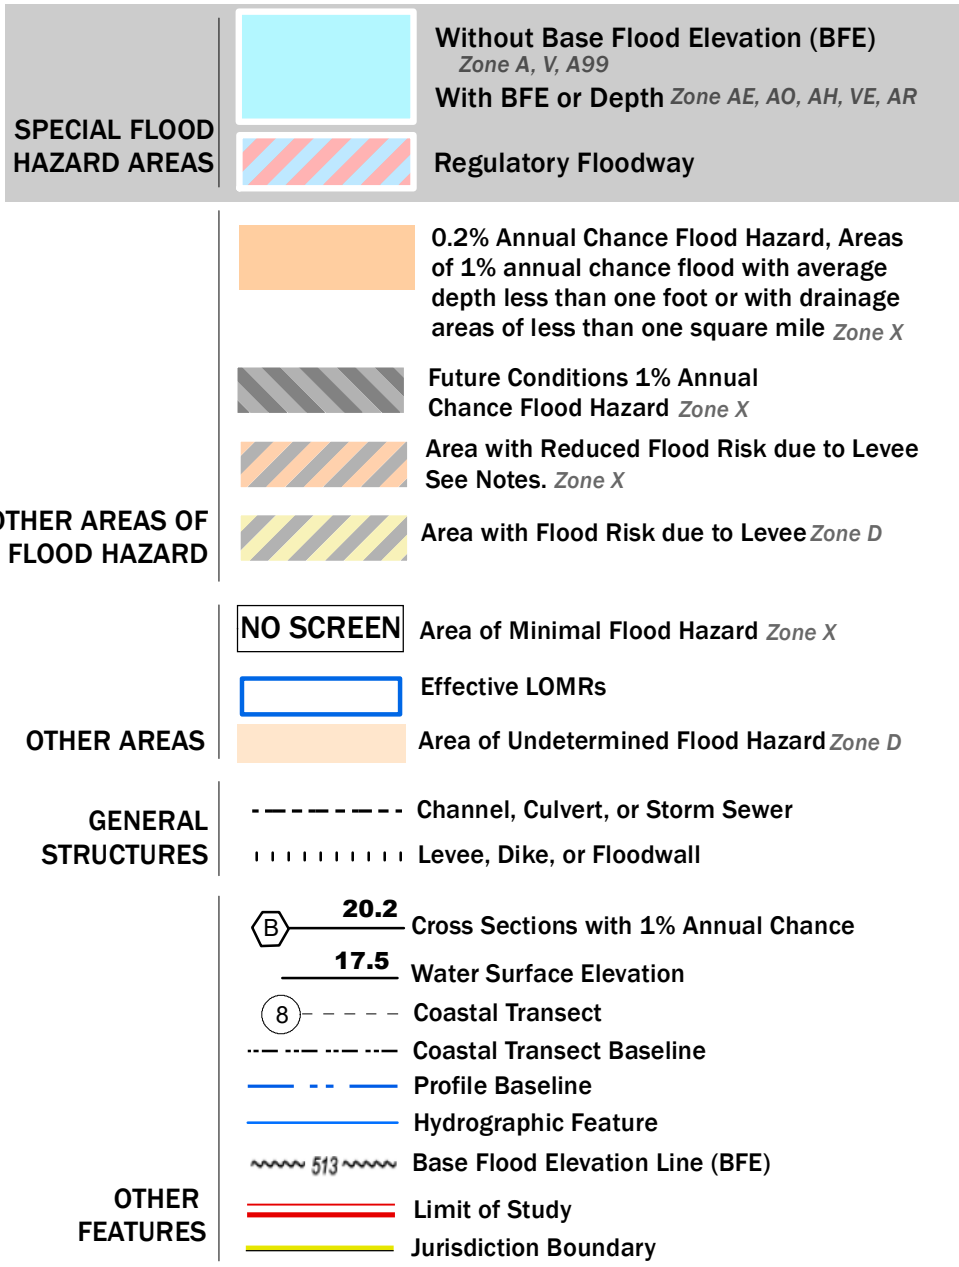 SPECIAL FLOOD
HAZARD AREAS
Without Base Flood Elevation (BFE)
Zone A, V, A99
With BFE or Depth Zone AE, AO, AH, VE, AR
Regulatory Floodway
OTHER AREAS OF
FLOOD HAZARD
0.2% Annual Chance Flood Hazard, Areas
of 1% annual chance flood with average
depth less than one foot or with drainage
areas of less than one square mile Zone X
Future Conditions 1% Annual
Chance Flood Hazard Zone X
Area with Reduced Flood Risk due to Levee
See Notes. Zone X
Area with Flood Risk due to Levee Zone D
OTHER AREAS
NO SCREEN Area of Minimal Flood Hazard Zone X
Effective LOMRs
Area of Undetermined Flood Hazard Zone D
GENERAL
STRUCTURES
Channel, Culvert, or Storm Sewer
Levee, Dike, or Floodwall
OTHER
FEATURES
B 20.2 Cross Sections with 1% Annual Chance
17.5 Water Surface Elevation
8 Coastal Transect
Coastal Transect Baseline
Profile Baseline
Hydrographic Feature
513 Base Flood Elevation Line (BFE)
Limit of Study
Jurisdiction Boundary